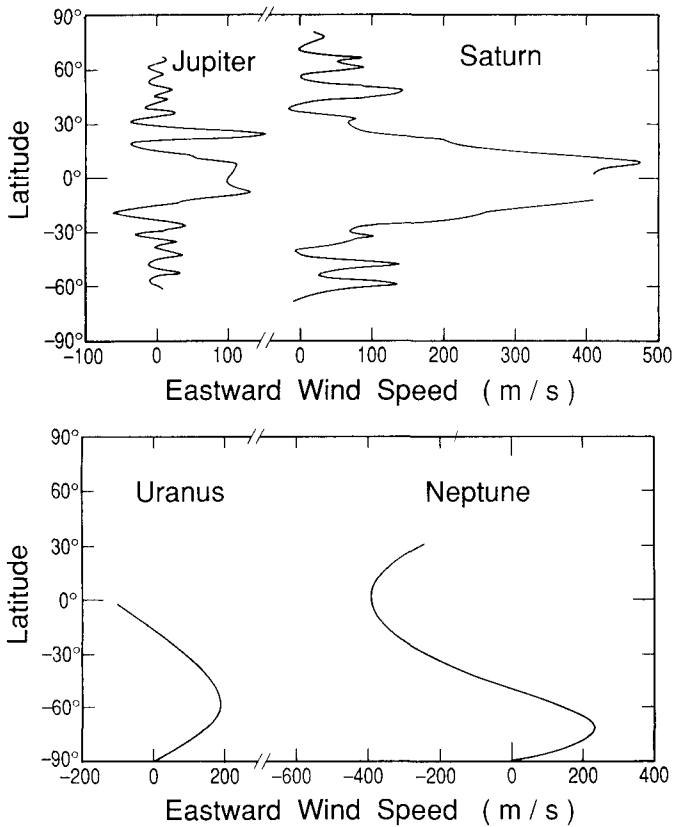 90°
60°
30°
0°
-30°
-60°
-90°
Latitude
Jupiter
Saturn
-100 0 100 0 100 200 300 400 500
Eastward Wind Speed ( m / s )
90°
60°
30°
0°
-30°
-60°
-90°
Latitude
Uranus
Neptune
-200 0 200 -600 -400 -200 0 200 400
Eastward Wind Speed ( m / s )